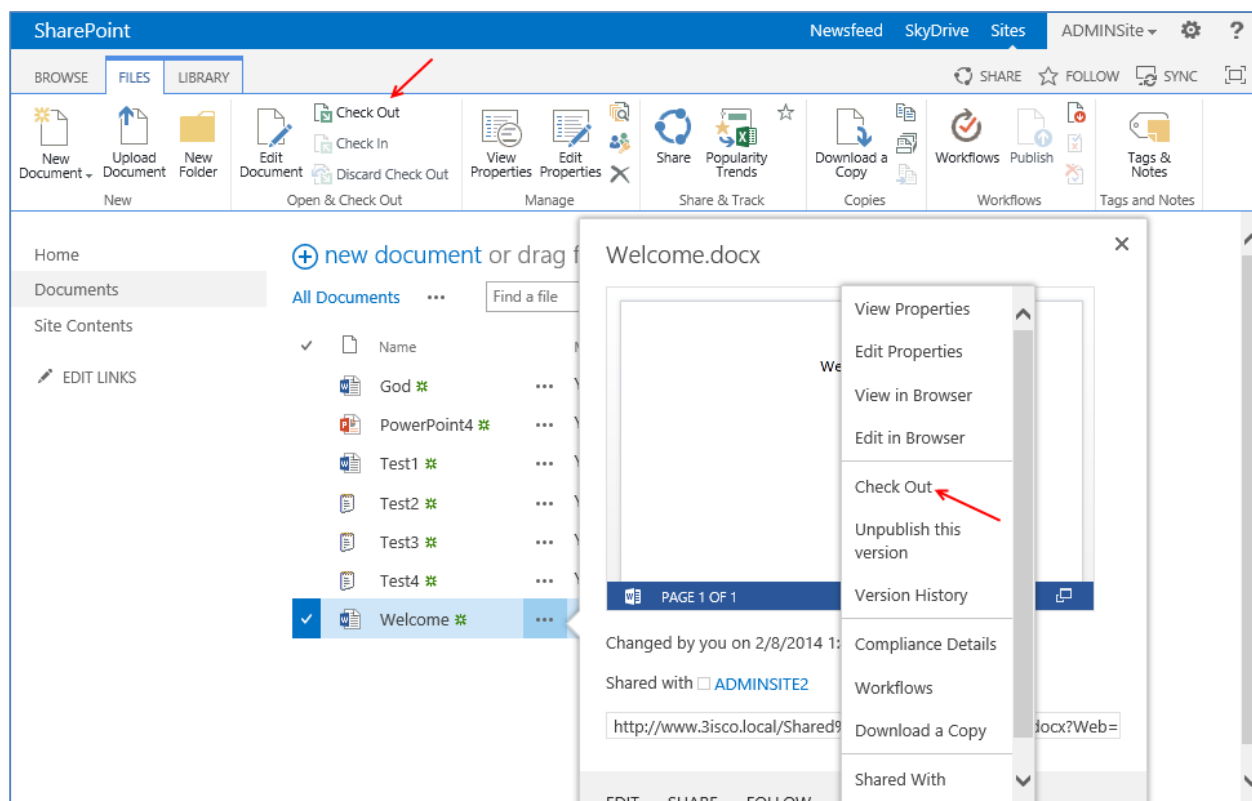 SharePoint
Newsfeed SkyDrive Sites ADMINSite ?
BROWSE FILES LIBRARY
SHARE FOLLOW SYNC
Check Out
Check In
Discard Check Out
New Document
Upload Document
New Folder
Edit Document
View Properties
Edit Properties
Share
Popularity Trends
Download a Copy
Workflows
Publish
Tags & Notes
New
Open & Check Out
Manage
Share & Track
Copies
Workflows
Tags and Notes
Home
Documents
Site Contents
EDIT LINKS
new document or drag
All Documents ...
Find a file
Name
God ...
PowerPoint4 ...
Test1 ...
Test2 ...
Test3 ...
Test4 ...
Welcome ...
Welcome.docx
We
PAGE 1 OF 1
Changed by you on 2/8/2014 1:
Shared with ADMINSITE2
http://www.3isco.local/Shared% docx?Web=
EDIT SHARE FOLLOW
View Properties
Edit Properties
View in Browser
Edit in Browser
Check Out
Unpublish this
version
Version History
Compliance Details
Workflows
Download a Copy
Shared With